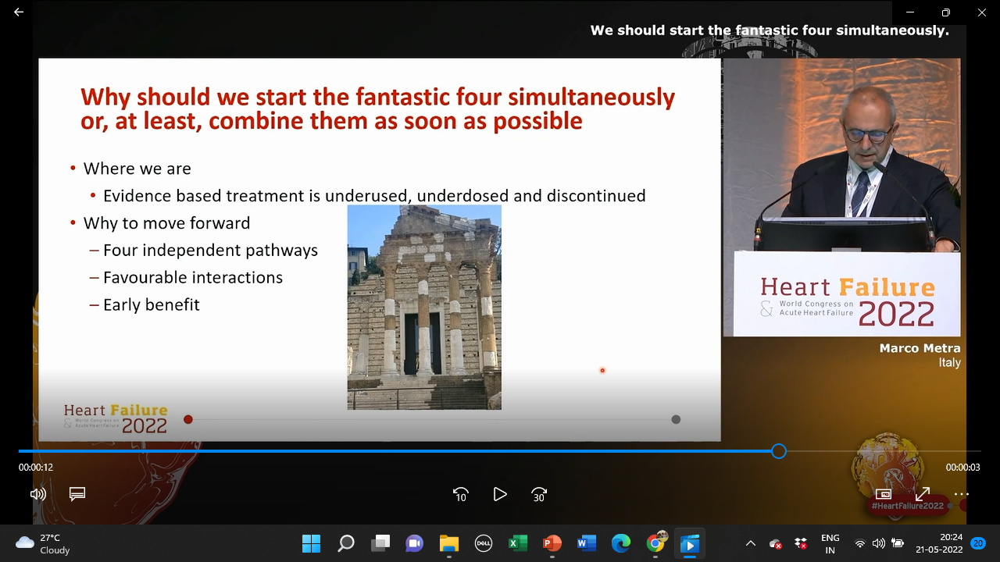 We should start the fantastic four simultaneously.
Why should we start the fantastic four simultaneously
or, at least, combine them as soon as possible
• Where we are
• Evidence based treatment is underused, underdosed and discontinued
• Why to move forward
– Four independent pathways
– Favourable interactions
– Early benefit
Heart Failure
& World Congress on
Acute Heart Failure 2022
Heart Failure
& World Congress on
Acute Heart Failure 2022
Marco Metra
Italy
00:00:12
00:00:03
10
30
#HeartFailure2022
27°C
Cloudy
DELL
ENG
IN
20:24
21-05-2022
20